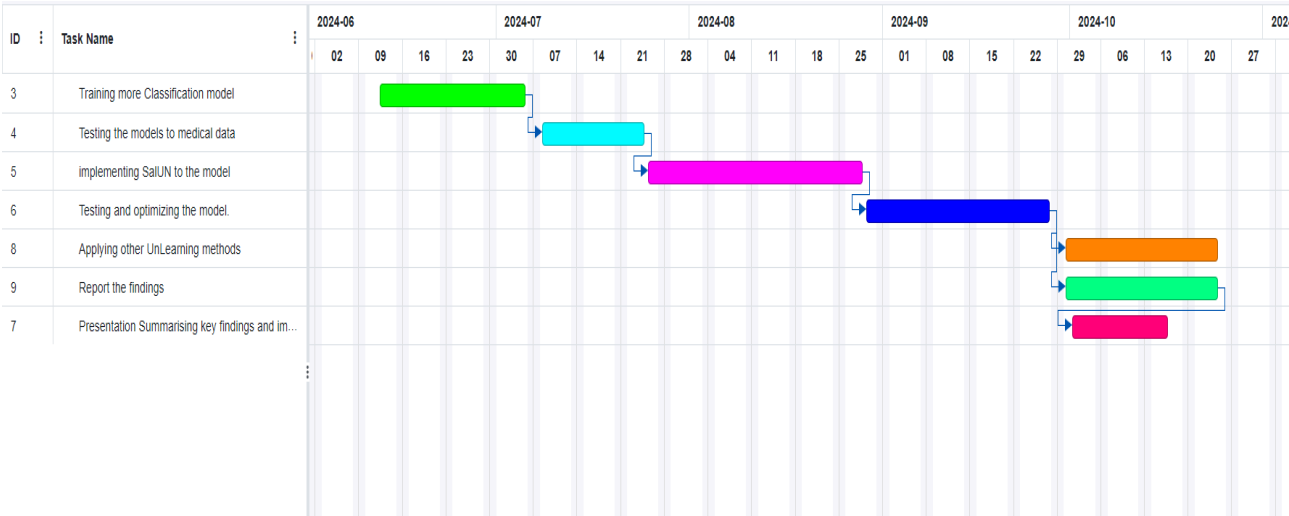 2024-06 2024-07 2024-08 2024-09 2024-10 2024
ID Task Name
02 09 16 23 30 07 14 21 28 04 11 18 25 01 08 15 22 29 06 13 20 27
3 Training more Classification model
4 Testing the models to medical data
5 implementing SalUN to the model
6 Testing and optimizing the model.
8 Applying other UnLearning methods
9 Report the findings
7 Presentation Summarising key findings and im...